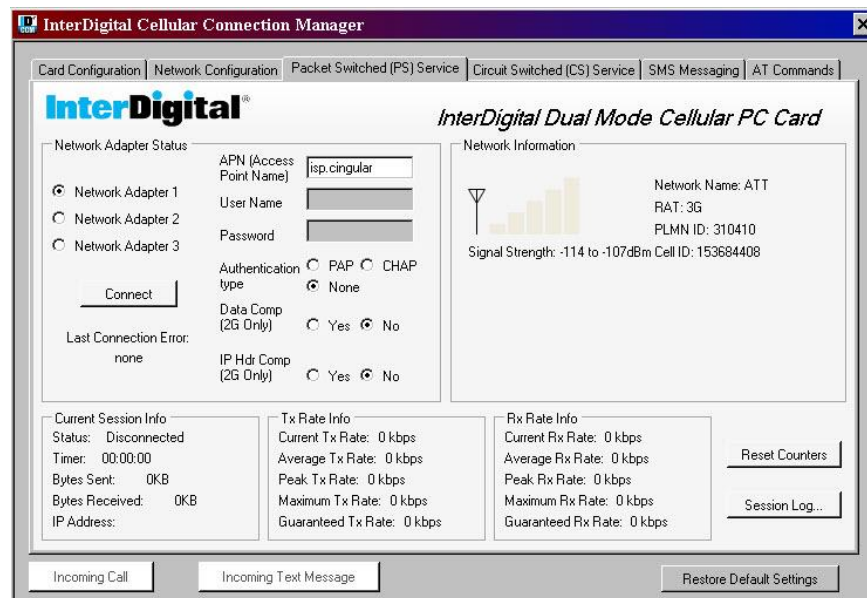 InterDigital Cellular Connection Manager
Card Configuration Network Configuration Packet Switched (PS) Service Circuit Switched (CS) Service SMS Messaging AT Commands
InterDigital®
InterDigital Dual Mode Cellular PC Card
Network Adapter Status
Network Adapter 1
Network Adapter 2
Network Adapter 3
Connect
Last Connection Error:
none
APN (Access
Point Name)
isp.cingular
User Name
Password
Authentication
type
PAP CHAP
None
Data Comp
(2G Only)
Yes No
IP Hdr Comp
(2G Only)
Yes No
Network Information
Network Name: ATT
RAT: 3G
PLMN ID: 310410
Signal Strength: -114 to -107dBm Cell ID: 153684408
Current Session Info
Status: Disconnected
Timer: 00:00:00
Bytes Sent: 0KB
Bytes Received: 0KB
IP Address:
Tx Rate Info
Current Tx Rate: 0 kbps
Average Tx Rate: 0 kbps
Peak Tx Rate: 0 kbps
Maximum Tx Rate: 0 kbps
Guaranteed Tx Rate: 0 kbps
Rx Rate Info
Current Rx Rate: 0 kbps
Average Rx Rate: 0 kbps
Peak Rx Rate: 0 kbps
Maximum Rx Rate: 0 kbps
Guaranteed Rx Rate: 0 kbps
Reset Counters
Session Log...
Incoming Call
Incoming Text Message
Restore Default Settings